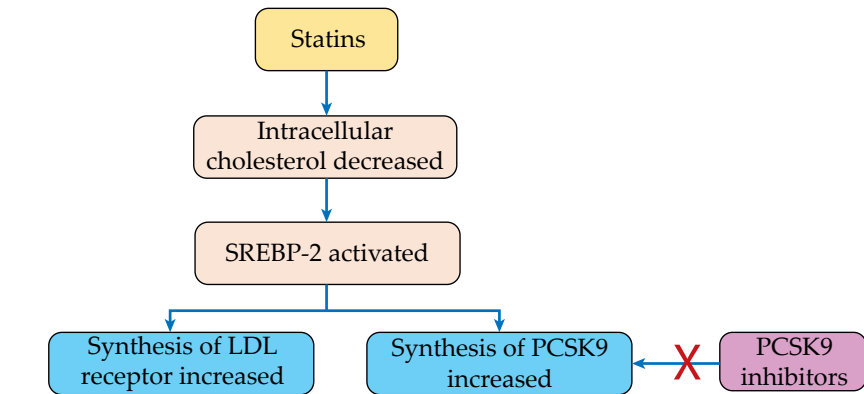 Statins
Intracellular
cholesterol decreased
SREBP-2 activated
Synthesis of LDL
receptor increased
Synthesis of PCSK9
increased
X
PCSK9
inhibitors